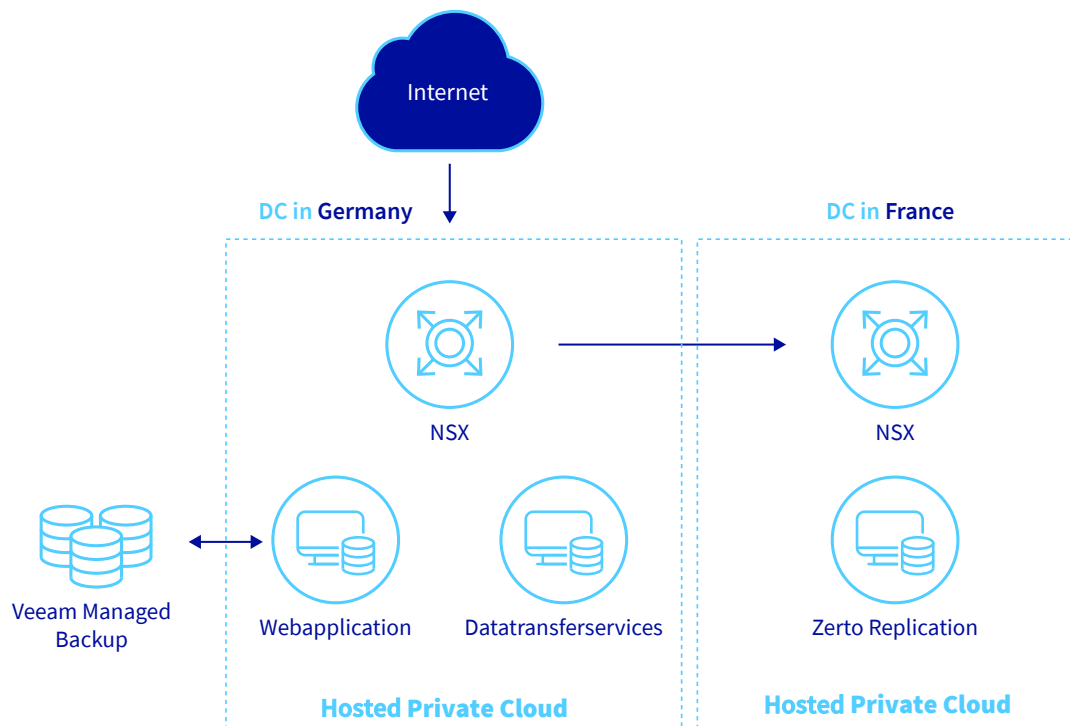 Internet
DC in Germany
DC in France
NSX
NSX
Veeam Managed
Backup
Webapplication
Datatransferservices
Zerto Replication
Hosted Private Cloud
Hosted Private Cloud